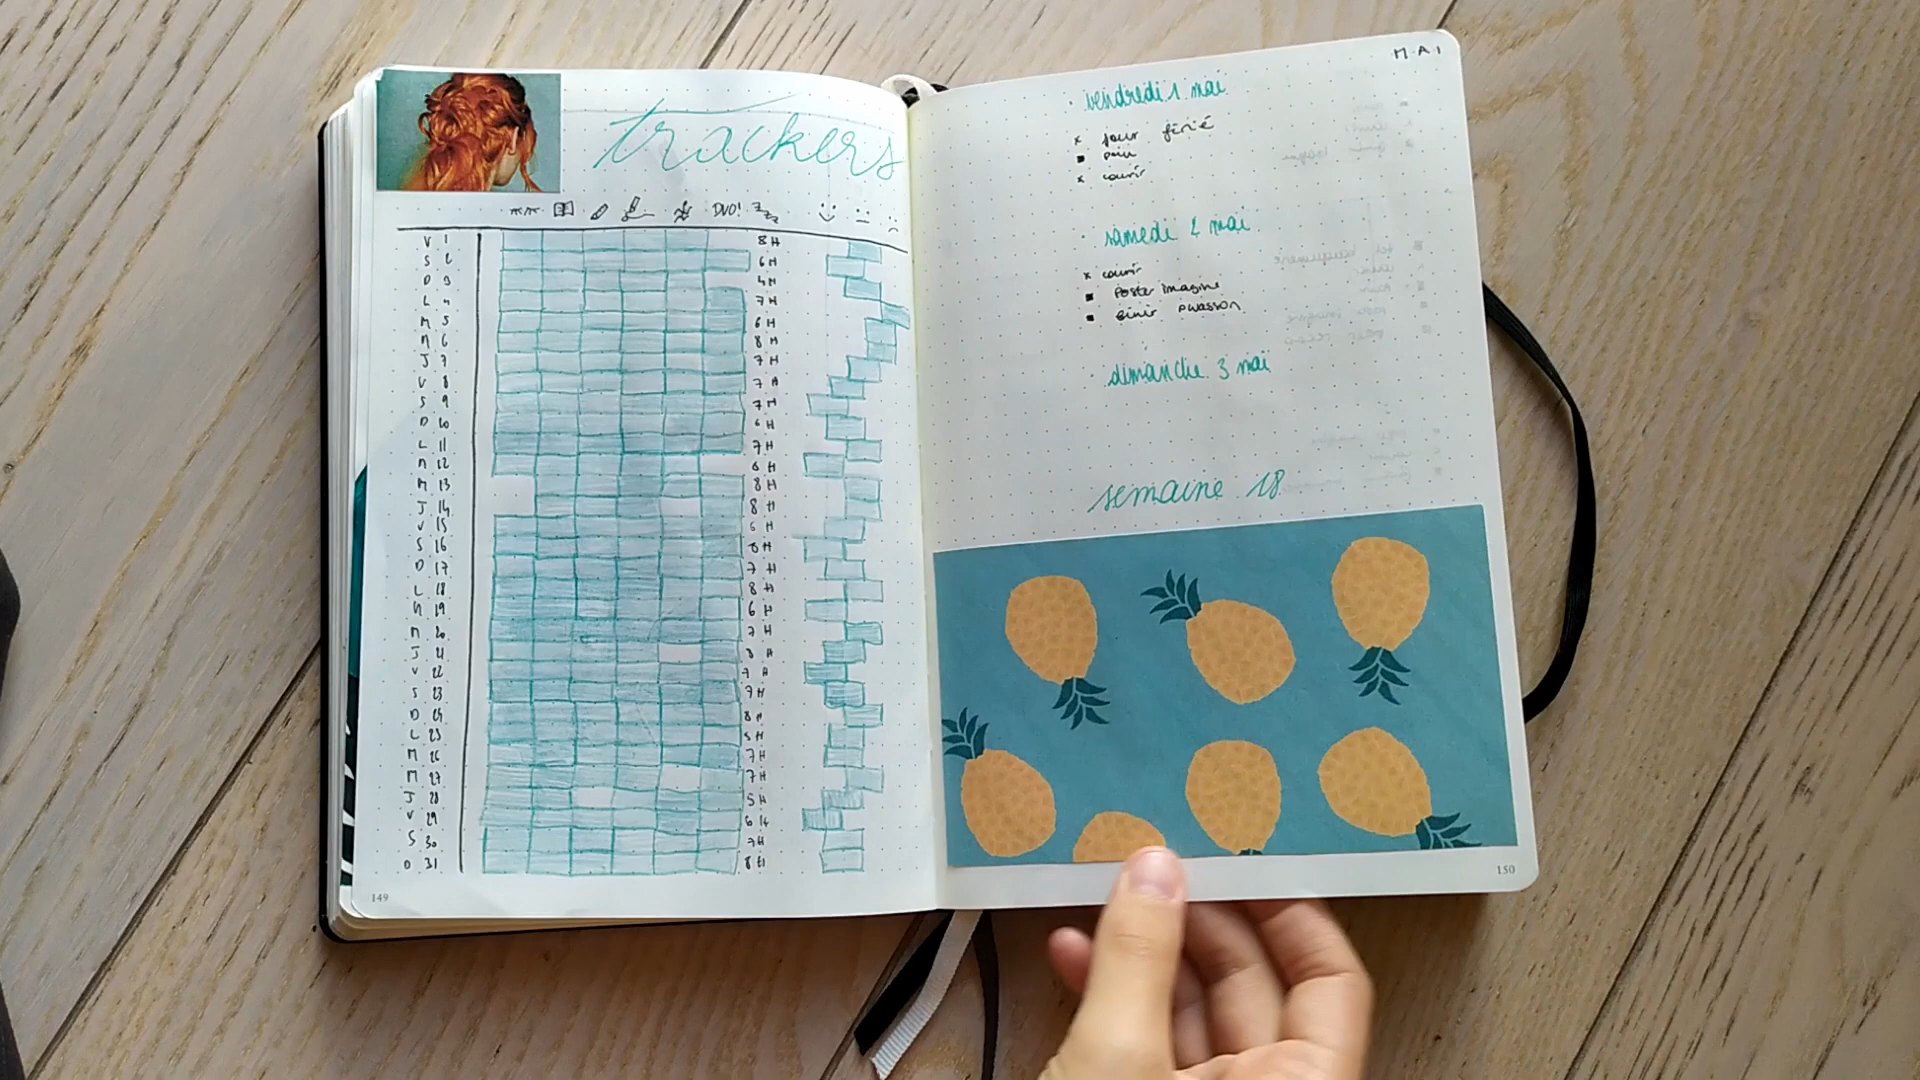 trackers
DUO!
V 1 8H
S 2 6H
D 3 4H
L 4 7H
M 5 6H
M 6 8H
J 7 7H
V 8 7H
S 9 7H
D 10 6H
L 11 7H
M 12 6H
M 13 8H
J 14 8H
V 15 6H
S 16 8H
D 17 7H
L 18 8H
M 19 6H
M 20 7H
J 21 8H
V 22 7H
S 23 7H
D 24 8H
L 25 5H
M 26 7H
M 27 7H
J 28 5H
V 29 6H
S 30 7H
D 31 8H
149
MAI
vendredi 1 mai
x jour férié
x courir
samedi 2 mai
x courir
poster imagine
finir
dimanche 3 mai
semaine 18
150